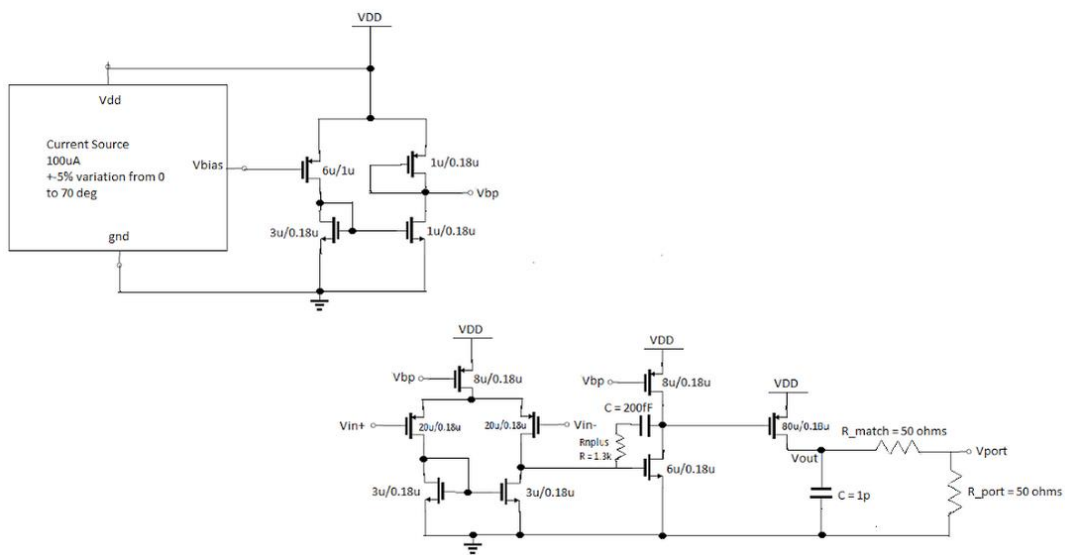 VDD
Vdd
Current Source
100uA
+-5% variation from 0
to 70 deg
Vbias
gnd
6u/1u
1u/0.18u
Vbp
3u/0.18u
1u/0.18u
VDD
Vbp
8u/0.18u
Vin+
20u/0.18u
20u/0.18u
Vin-
3u/0.18u
3u/0.18u
VDD
Vbp
8u/0.18u
C = 200fF
Rnplus
R = 1.3k
6u/0.18u
VDD
80u/0.18u
R_match = 50 ohms
Vout
Vport
C = 1p
R_port = 50 ohms